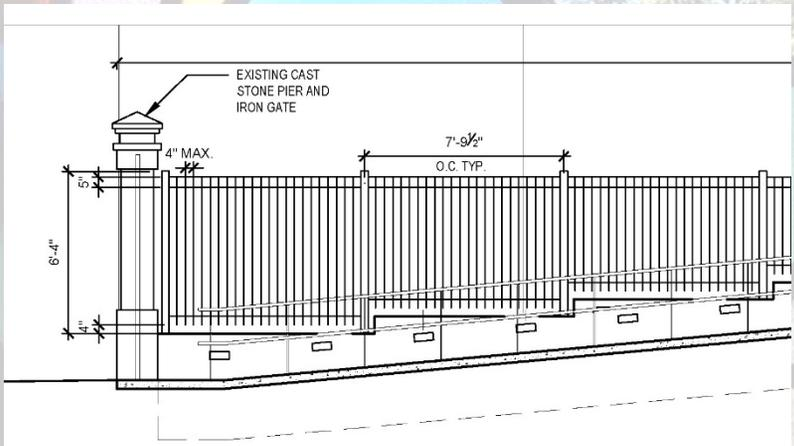 EXISTING CAST
STONE PIER AND
IRON GATE
4" MAX.
7'-9½"
O.C. TYP.
5"
6'-4"
4"